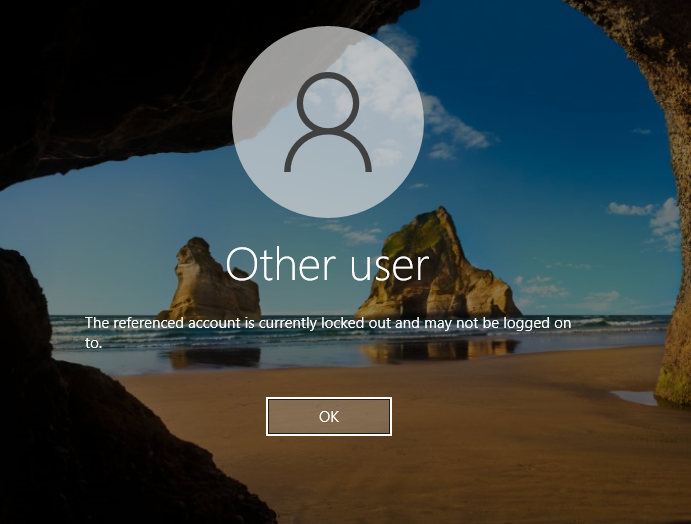 Other user
The referenced account is currently locked out and may not be logged on
to.
OK